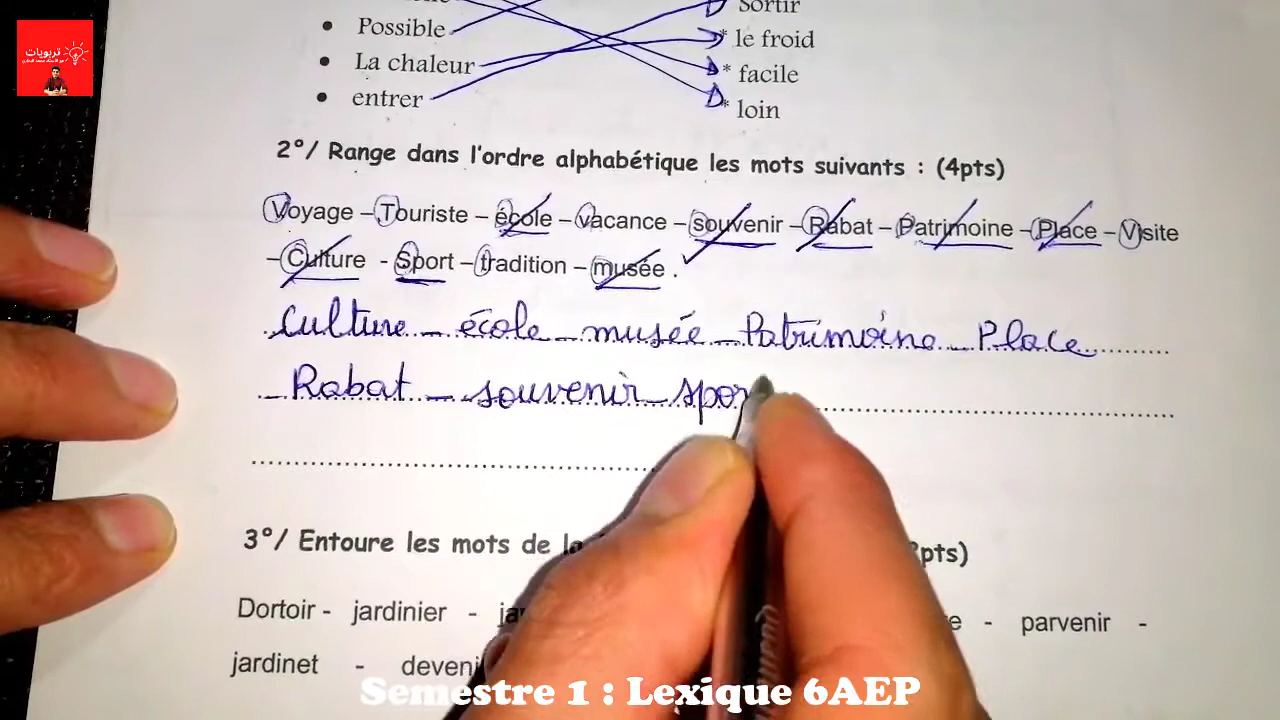 تربويات
Sortir
Possible
* le froid
La chaleur
* facile
entrer
* loin
2°/ Range dans l'ordre alphabétique les mots suivants : (4pts)
Voyage – Touriste – école – vacance – souvenir – Rabat – Patrimoine – Place – Visite
– Culture - Sport – tradition – musée .
Culture – école – musée – Patrimoine – Place
– Rabat – souvenir – spor
3°/ Entoure les mots de la pts)
Dortoir - jardinier - - parvenir -
jardinet -
Semestre 1 : Lexique 6AEP